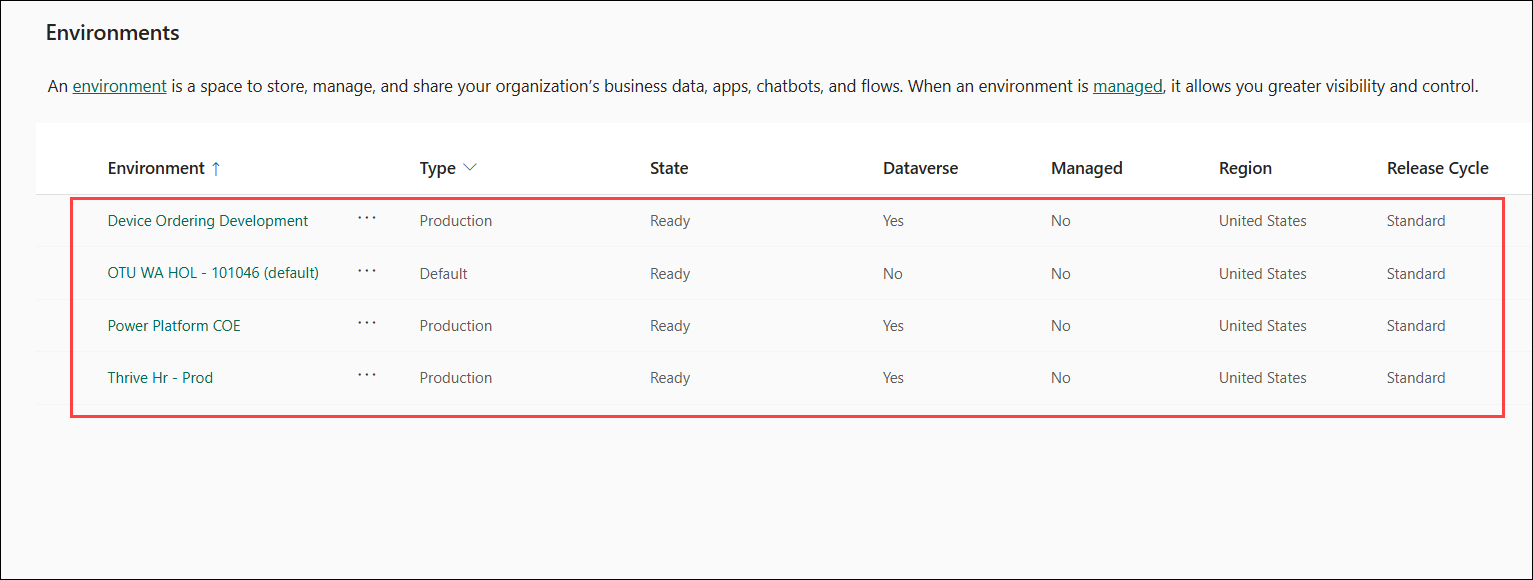 Environments
An environment is a space to store, manage, and share your organization’s business data, apps, chatbots, and flows. When an environment is managed, it allows you greater visibility and control.
Environment ↑ Type State Dataverse Managed Region Release Cycle
Device Ordering Development ··· Production Ready Yes No United States Standard
OTU WA HOL - 101046 (default) ··· Default Ready No No United States Standard
Power Platform COE ··· Production Ready Yes No United States Standard
Thrive Hr - Prod ··· Production Ready Yes No United States Standard